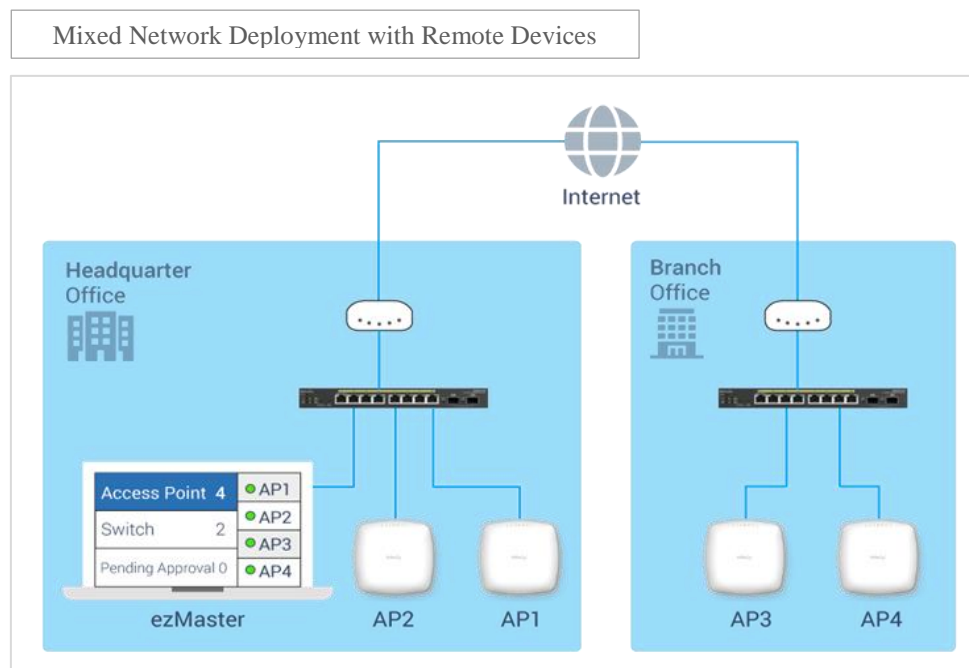 Mixed Network Deployment with Remote Devices
Internet
Headquarter
Office
Branch
Office
Access Point 4
Switch 2
Pending Approval 0
AP1
AP2
AP3
AP4
ezMaster
AP2
AP1
AP3
AP4